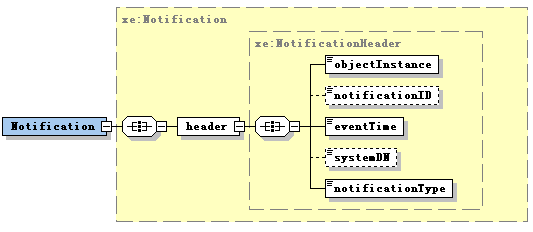 xe:Notification
xe:NotificationHeader
objectInstance
notificationID
Notification
header
eventTime
systemDN
notificationType